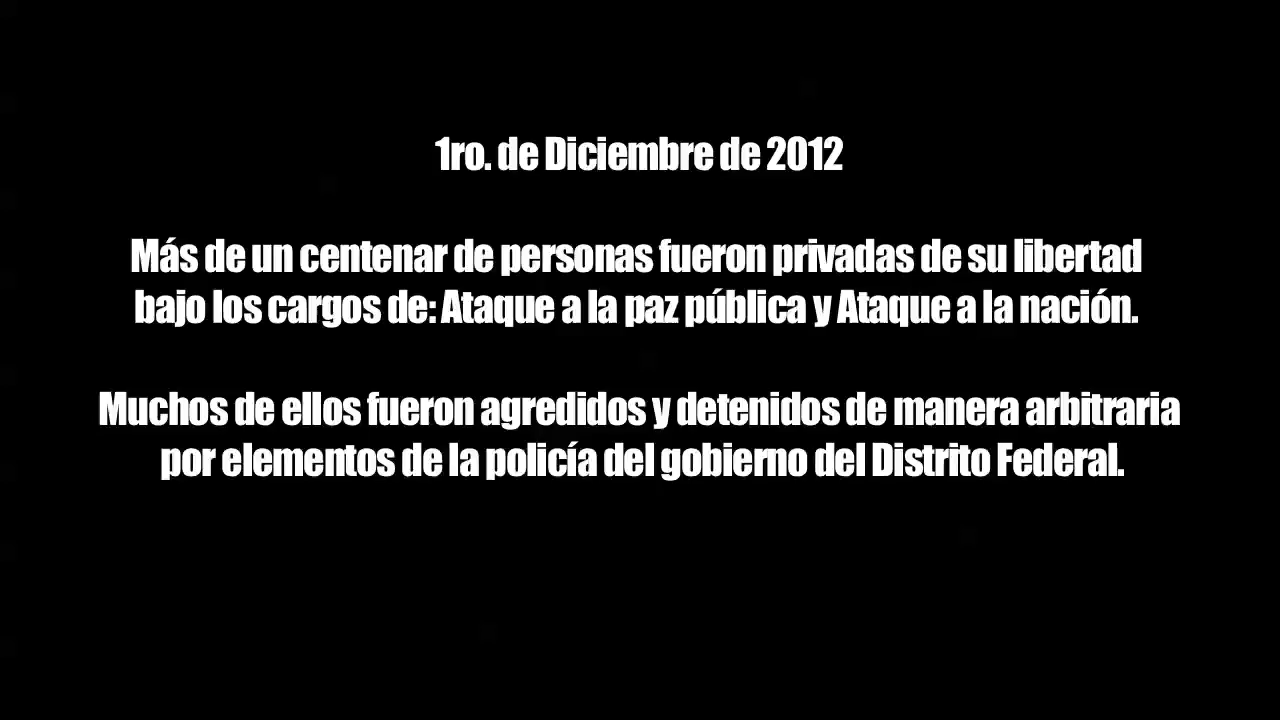 1ro. de Diciembre de 2012
Más de un centenar de personas fueron privadas de su libertad
bajo los cargos de: Ataque a la paz pública y Ataque a la nación.
Muchos de ellos fueron agredidos y detenidos de manera arbitraria
por elementos de la policía del gobierno del Distrito Federal.